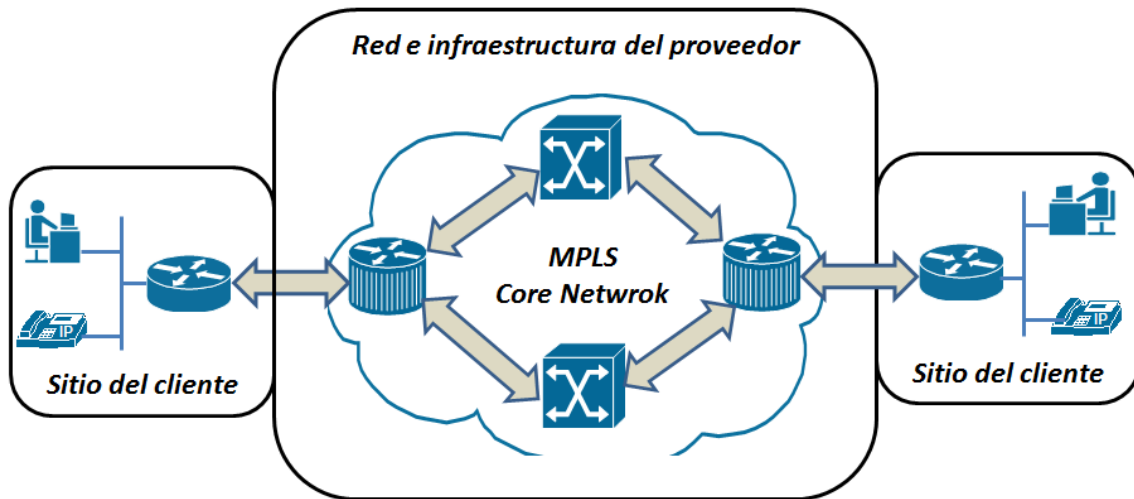 Red e infraestructura del proveedor
MPLS
Core Netwrok
IP
Sitio del cliente
IP
Sitio del cliente